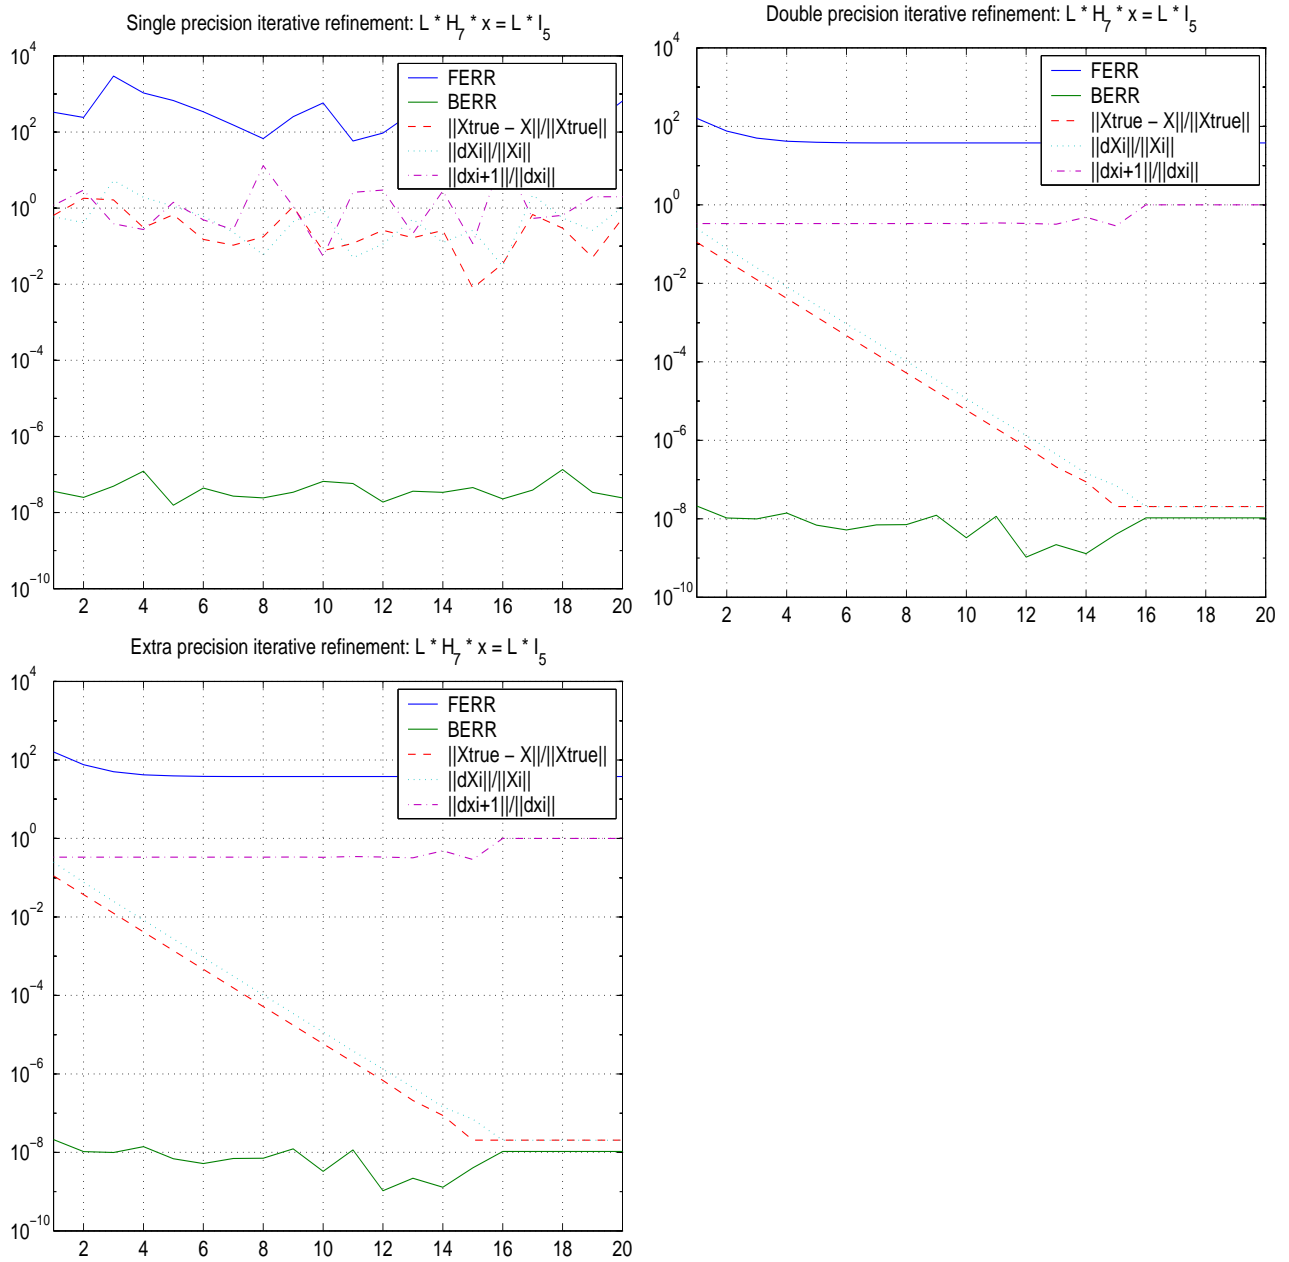 Single precision iterative refinement: L * H_7 * x = L * I_5
10^4
10^2
10^0
10^−2
10^−4
10^−6
10^−8
10^−10
2 4 6 8 10 12 14 16 18 20
FERR
BERR
||Xtrue − X||/||Xtrue||
||dXi||/||Xi||
||dxi+1||/||dxi||
Double precision iterative refinement: L * H_7 * x = L * I_5
10^4
10^2
10^0
10^−2
10^−4
10^−6
10^−8
10^−10
2 4 6 8 10 12 14 16 18 20
FERR
BERR
||Xtrue − X||/||Xtrue||
||dXi||/||Xi||
||dxi+1||/||dxi||
Extra precision iterative refinement: L * H_7 * x = L * I_5
10^4
10^2
10^0
10^−2
10^−4
10^−6
10^−8
10^−10
2 4 6 8 10 12 14 16 18 20
FERR
BERR
||Xtrue − X||/||Xtrue||
||dXi||/||Xi||
||dxi+1||/||dxi||